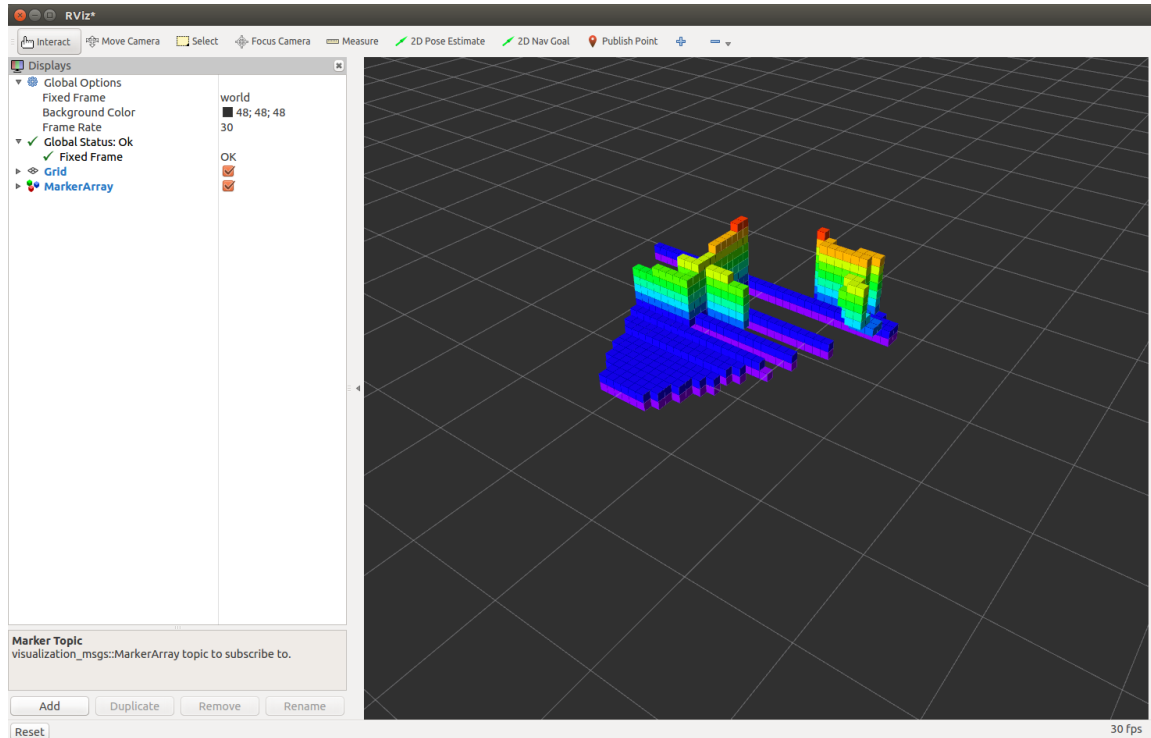 RViz*
Interact Move Camera Select Focus Camera Measure 2D Pose Estimate 2D Nav Goal Publish Point
Displays
Global Options
Fixed Frame world
Background Color 48; 48; 48
Frame Rate 30
Global Status: Ok
Fixed Frame OK
Grid
MarkerArray
Marker Topic
visualization_msgs::MarkerArray topic to subscribe to.
Add Duplicate Remove Rename
Reset 30 fps